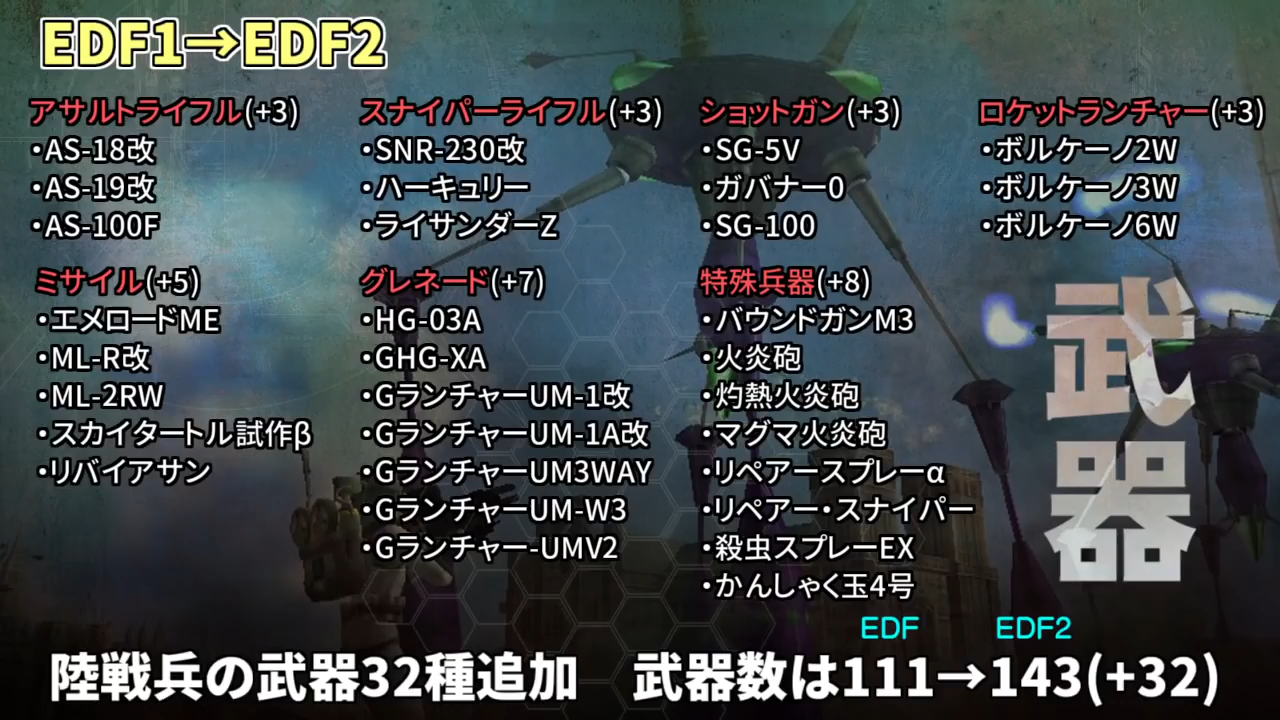 EDF1→EDF2
アサルトライフル(+3)
・AS-18改
・AS-19改
・AS-100F
スナイパーライフル(+3)
・SNR-230改
・ハーキュリー
・ライサンダーZ
ショットガン(+3)
・SG-5V
・ガバナー0
・SG-100
ロケットランチャー(+3)
・ボルケーノ2W
・ボルケーノ3W
・ボルケーノ6W
ミサイル(+5)
・エメロードME
・ML-R改
・ML-2RW
・スカイタートル試作β
・リバイアサン
グレネード(+7)
・HG-03A
・GHG-XA
・GランチャーUM-1改
・GランチャーUM-1A改
・GランチャーUM3WAY
・GランチャーUM-W3
・Gランチャー-UMV2
特殊兵器(+8)
・バウンドガンM3
・火炎砲
・灼熱火炎砲
・マグマ火炎砲
・リペアースプレーα
・リペアー・スナイパー
・殺虫スプレーEX
・かんしゃく玉4号
武器
EDF EDF2
陸戦兵の武器32種追加 武器数は111→143(+32)